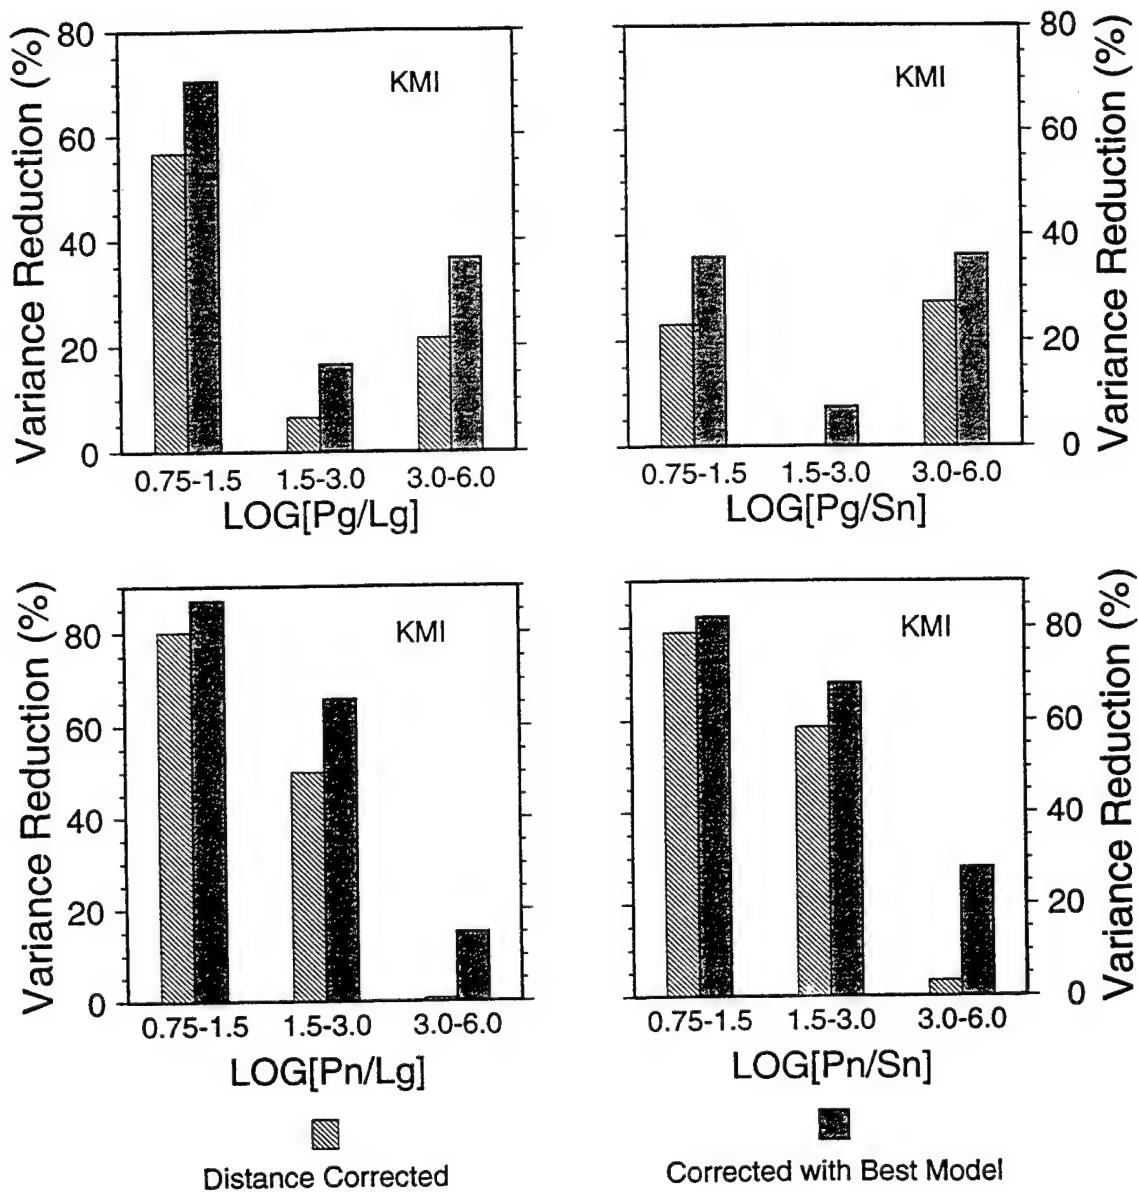 Variance Reduction (%)
80
60
40
20
0
KMI
0.75-1.5 1.5-3.0 3.0-6.0
LOG[Pg/Lg]
KMI
0.75-1.5 1.5-3.0 3.0-6.0
LOG[Pg/Sn]
80
60
40
20
0
Variance Reduction (%)
Variance Reduction (%)
80
60
40
20
0
KMI
0.75-1.5 1.5-3.0 3.0-6.0
LOG[Pn/Lg]
KMI
0.75-1.5 1.5-3.0 3.0-6.0
LOG[Pn/Sn]
80
60
40
20
0
Variance Reduction (%)
Distance Corrected
Corrected with Best Model